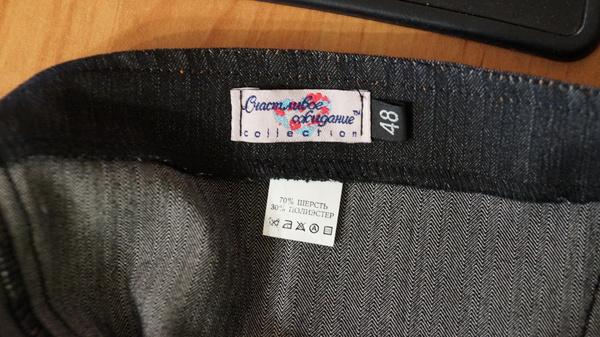 Счастливое
ожидание™
collection
48
70% ШЕРСТЬ
30% ПОЛИЭСТЕР